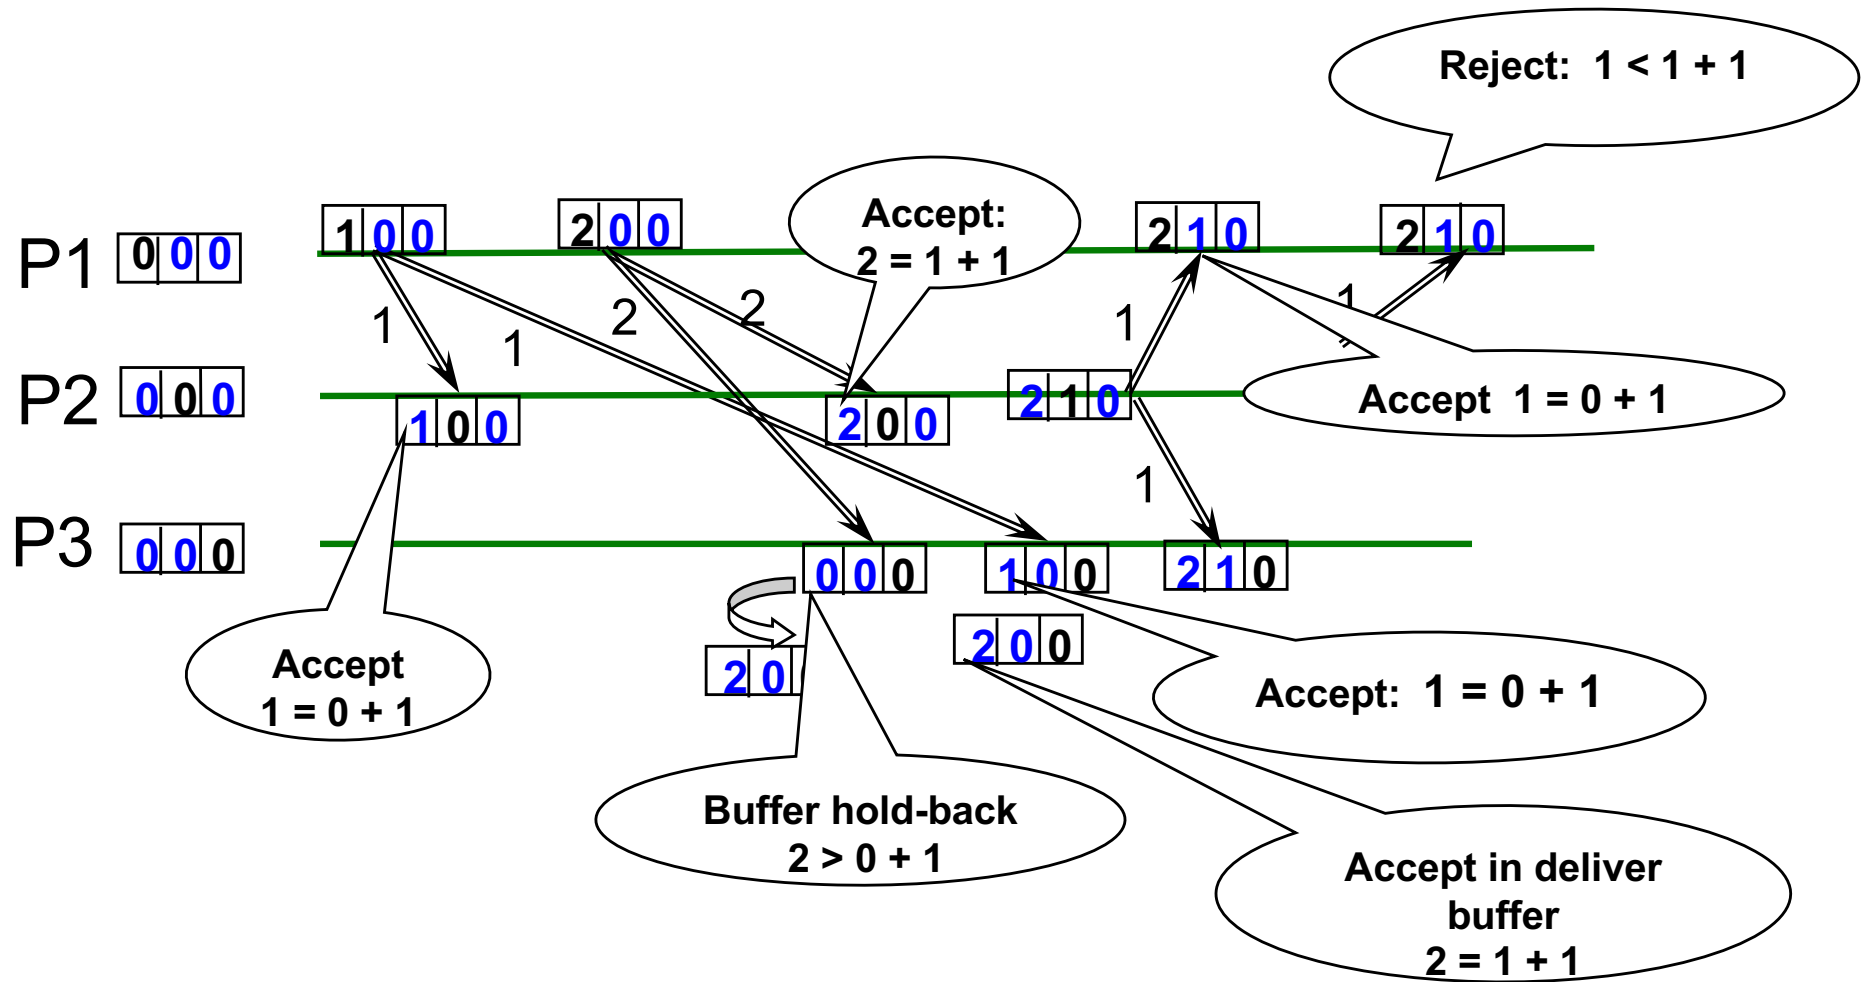 Reject: 1 < 1 + 1
Accept:
2 = 1 + 1
P1
0 0 0
1 0 0
2 0 0
2 1 0
2 1 0
1
1
2
2
1
1
P2
0 0 0
1 0 0
2 0 0
2 1 0
Accept 1 = 0 + 1
1
P3
0 0 0
0 0 0
1 0 0
2 1 0
2 0
2 0 0
Accept
1 = 0 + 1
Accept: 1 = 0 + 1
Buffer hold-back
2 > 0 + 1
Accept in deliver
buffer
2 = 1 + 1